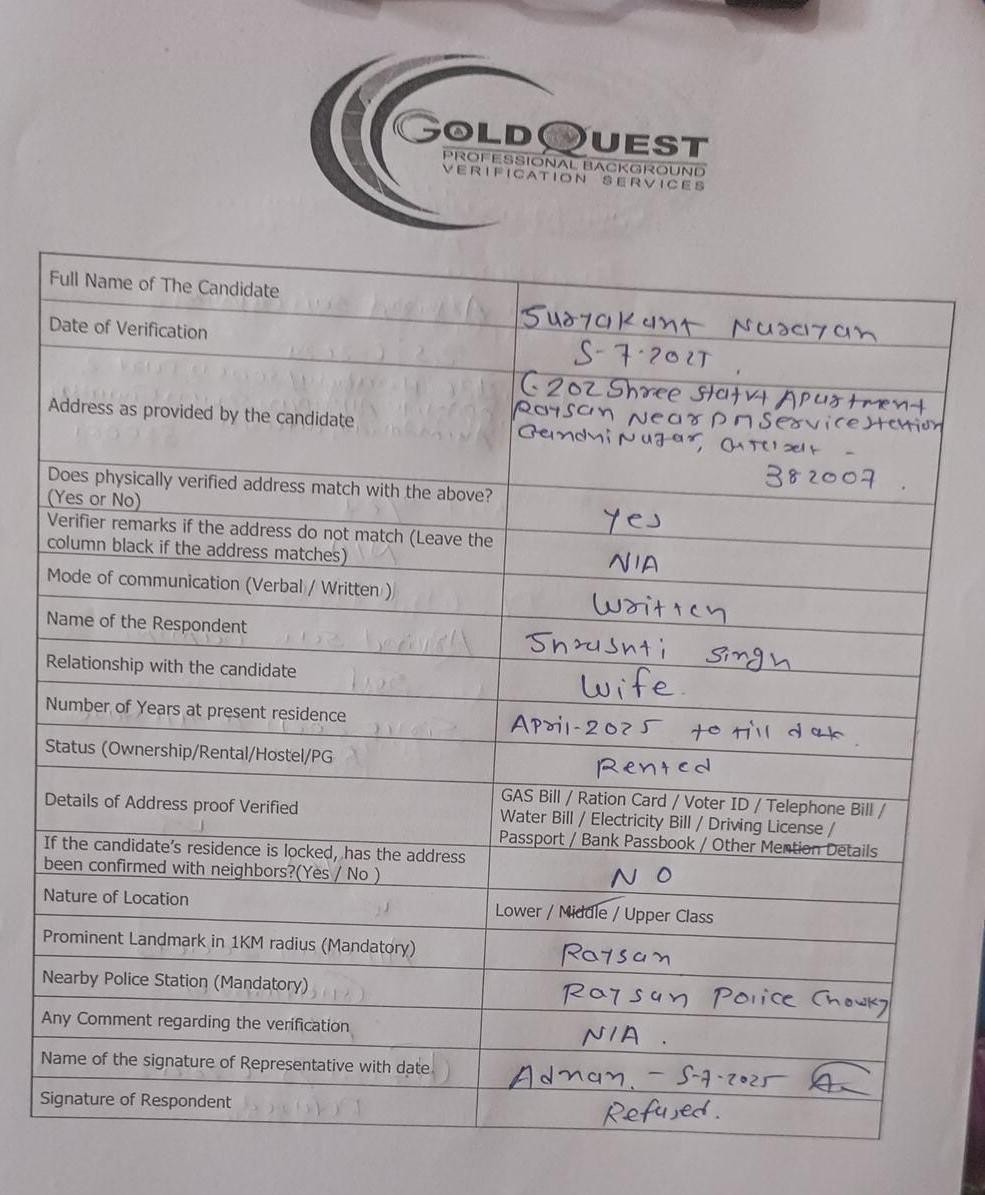 GOLDQUEST
PROFESSIONAL BACKGROUND
VERIFICATION SERVICES
Full Name of The Candidate
Suryakant Narayan
Date of Verification
5-7-2025
Address as provided by the candidate
G-202 Shree Apartment
Raysan Near PM Service Station
Gandhi Nagar,
382007
Does physically verified address match with the above?
(Yes or No)
Yes
Verifier remarks if the address do not match (Leave the
column black if the address matches)
N/A
Mode of communication (Verbal / Written )
Written
Name of the Respondent
Shrushti Singh
Relationship with the candidate
Wife.
Number of Years at present residence
April-2025 to till date.
Status (Ownership/Rental/Hostel/PG
Rented
Details of Address proof Verified
GAS Bill / Ration Card / Voter ID / Telephone Bill /
Water Bill / Electricity Bill / Driving License /
Passport / Bank Passbook / Other Mention Details
If the candidate's residence is locked, has the address
been confirmed with neighbors?(Yes / No )
NO
Nature of Location
Lower / Middle / Upper Class
Prominent Landmark in 1KM radius (Mandatory)
Raysan
Nearby Police Station (Mandatory)
Raysan Police Chowky
Any Comment regarding the verification
N/A.
Name of the signature of Representative with date
Adnan. - 5-7-2025
Signature of Respondent
Refused.